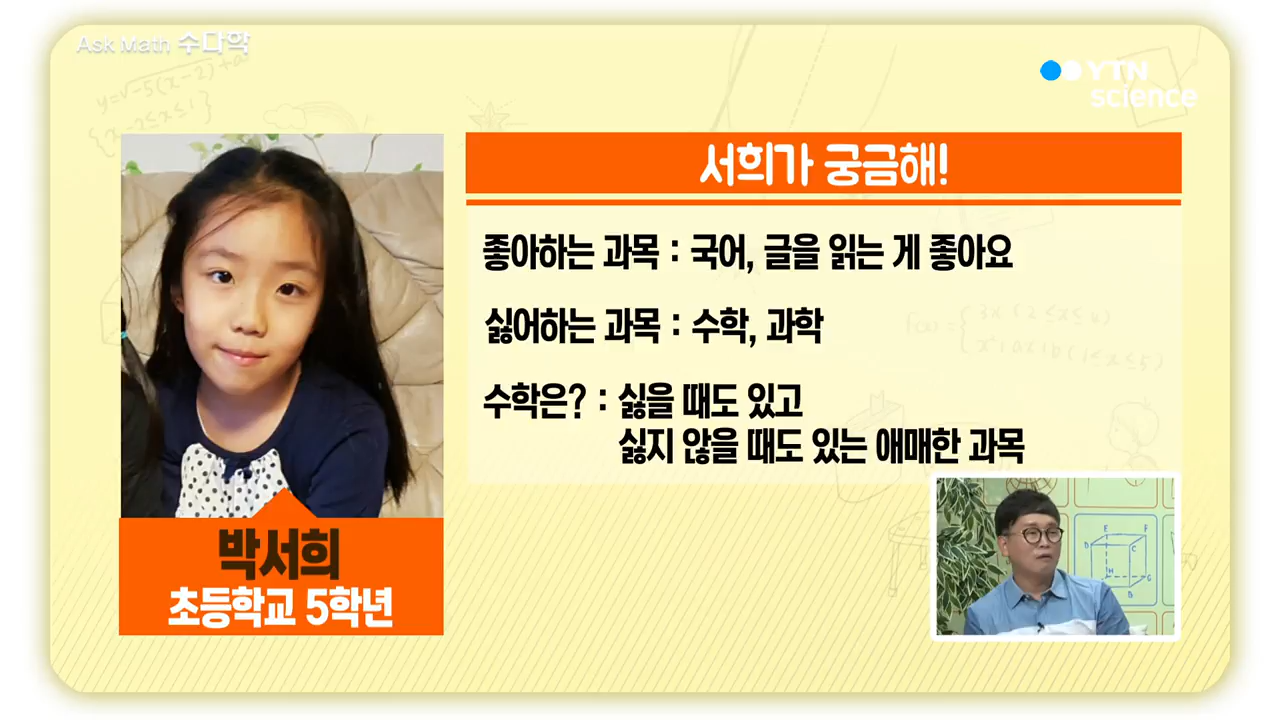 Ask Math 수다학
YTN
science
서희가 궁금해!
좋아하는 과목 : 국어, 글을 읽는 게 좋아요
싫어하는 과목 : 수학, 과학
수학은? : 싫을 때도 있고
싫지 않을 때도 있는 애매한 과목
박서희
초등학교 5학년